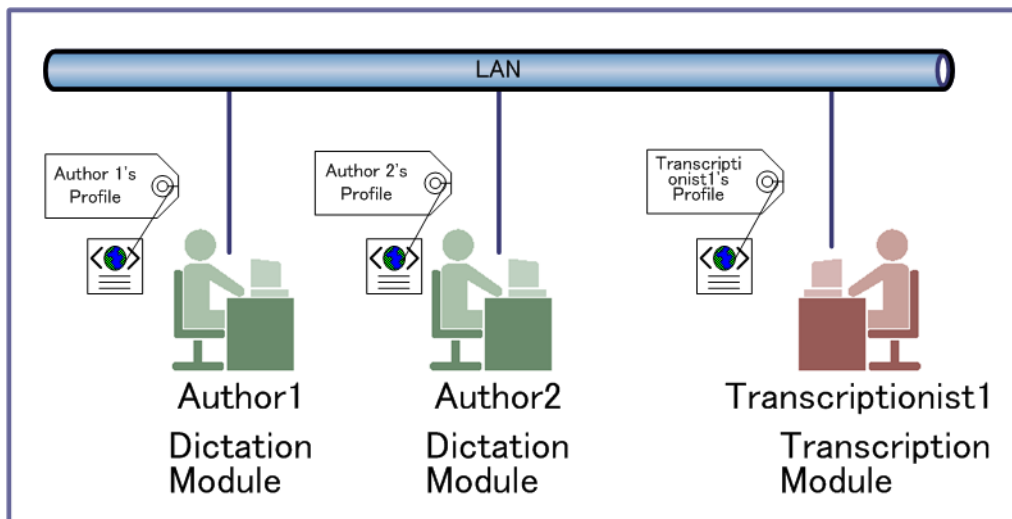 LAN
Author 1's
Profile
Author 2's
Profile
Transcripti
onist1's
Profile
Author1
Dictation
Module
Author2
Dictation
Module
Transcriptionist1
Transcription
Module